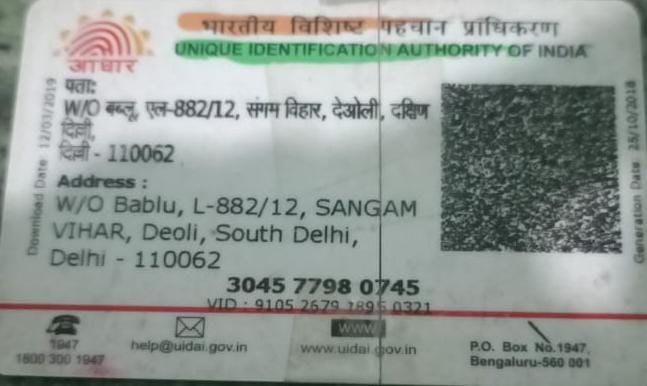 भारतीय विशिष्ट पहचान प्राधिकरण
UNIQUE IDENTIFICATION AUTHORITY OF INDIA
आधार
Download Date: 12/03/2019
Generation Date: 25/10/2018
पता:
W/O बब्लू, एल-882/12, संगम विहार, देओली, दक्षिण
दिल्ली,
दिल्ली - 110062
Address :
W/O Bablu, L-882/12, SANGAM
VIHAR, Deoli, South Delhi,
Delhi - 110062
3045 7798 0745
VID : 9105 2679 1895 0321
1947
1800 300 1947
help@uidai.gov.in
WWW
www.uidai.gov.in
P.O. Box No.1947,
Bengaluru-560 001